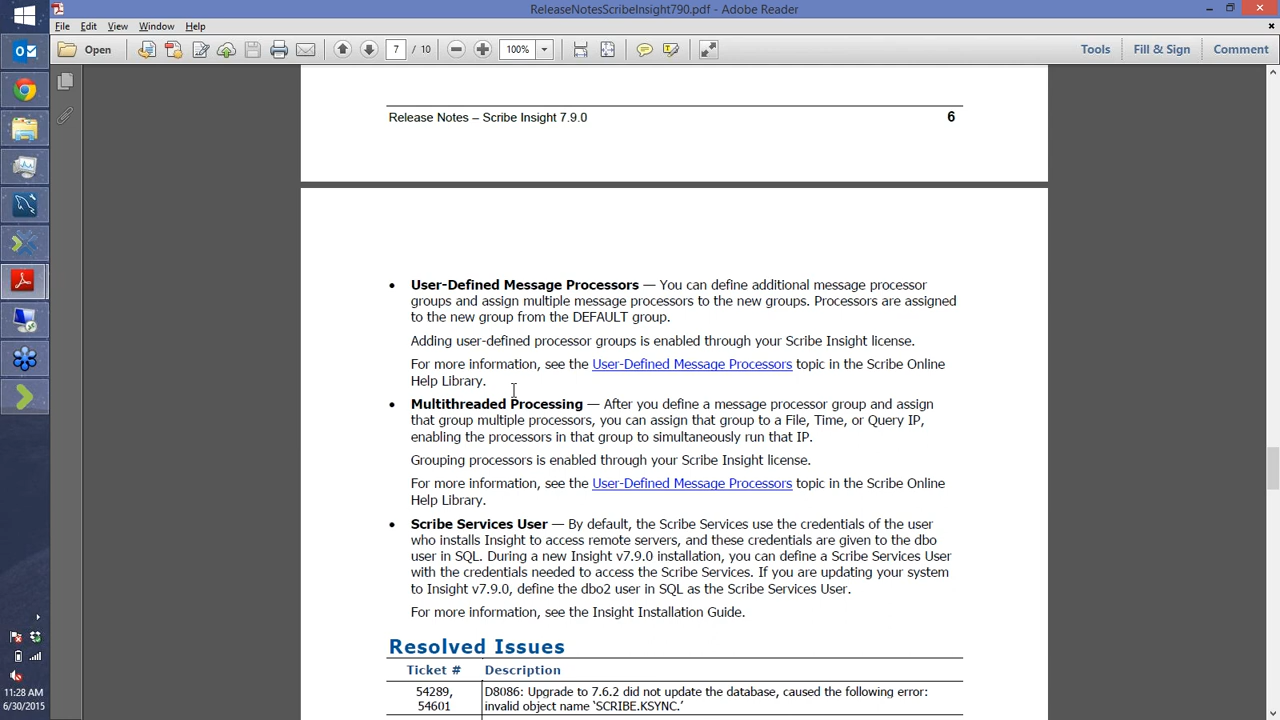 ReleaseNotesScribeInsight790.pdf - Adobe Reader
File Edit View Window Help
Open 7 / 10 100% Tools Fill & Sign Comment
Release Notes – Scribe Insight 7.9.0 6
• User-Defined Message Processors — You can define additional message processor
groups and assign multiple message processors to the new groups. Processors are assigned
to the new group from the DEFAULT group.
Adding user-defined processor groups is enabled through your Scribe Insight license.
For more information, see the User-Defined Message Processors topic in the Scribe Online
Help Library.
• Multithreaded Processing — After you define a message processor group and assign
that group multiple processors, you can assign that group to a File, Time, or Query IP,
enabling the processors in that group to simultaneously run that IP.
Grouping processors is enabled through your Scribe Insight license.
For more information, see the User-Defined Message Processors topic in the Scribe Online
Help Library.
• Scribe Services User — By default, the Scribe Services use the credentials of the user
who installs Insight to access remote servers, and these credentials are given to the dbo
user in SQL. During a new Insight v7.9.0 installation, you can define a Scribe Services User
with the credentials needed to access the Scribe Services. If you are updating your system
to Insight v7.9.0, define the dbo2 user in SQL as the Scribe Services User.
For more information, see the Insight Installation Guide.
Resolved Issues
Ticket # Description
54289, D8086: Upgrade to 7.6.2 did not update the database, caused the following error:
54601 invalid object name ‘SCRIBE.KSYNC.’
11:28 AM
6/30/2015